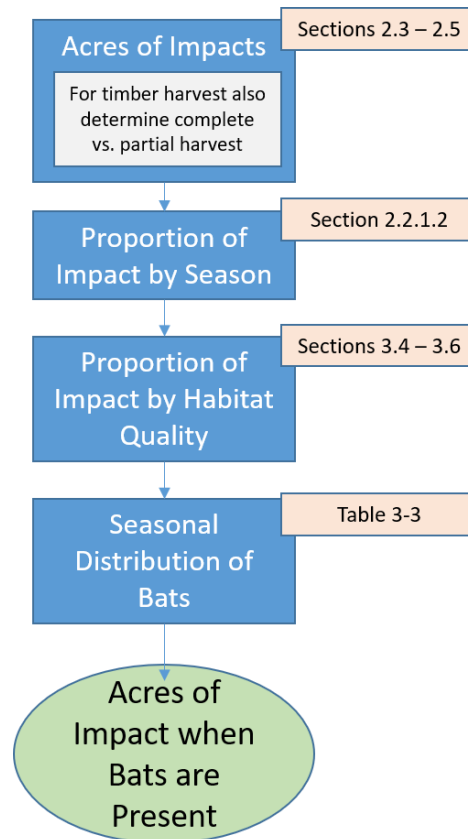 Sections 2.3 – 2.5
Acres of Impacts
For timber harvest also
determine complete
vs. partial harvest
Section 2.2.1.2
Proportion of
Impact by Season
Sections 3.4 – 3.6
Proportion of
Impact by Habitat
Quality
Table 3-3
Seasonal
Distribution of
Bats
Acres of
Impact when
Bats are
Present